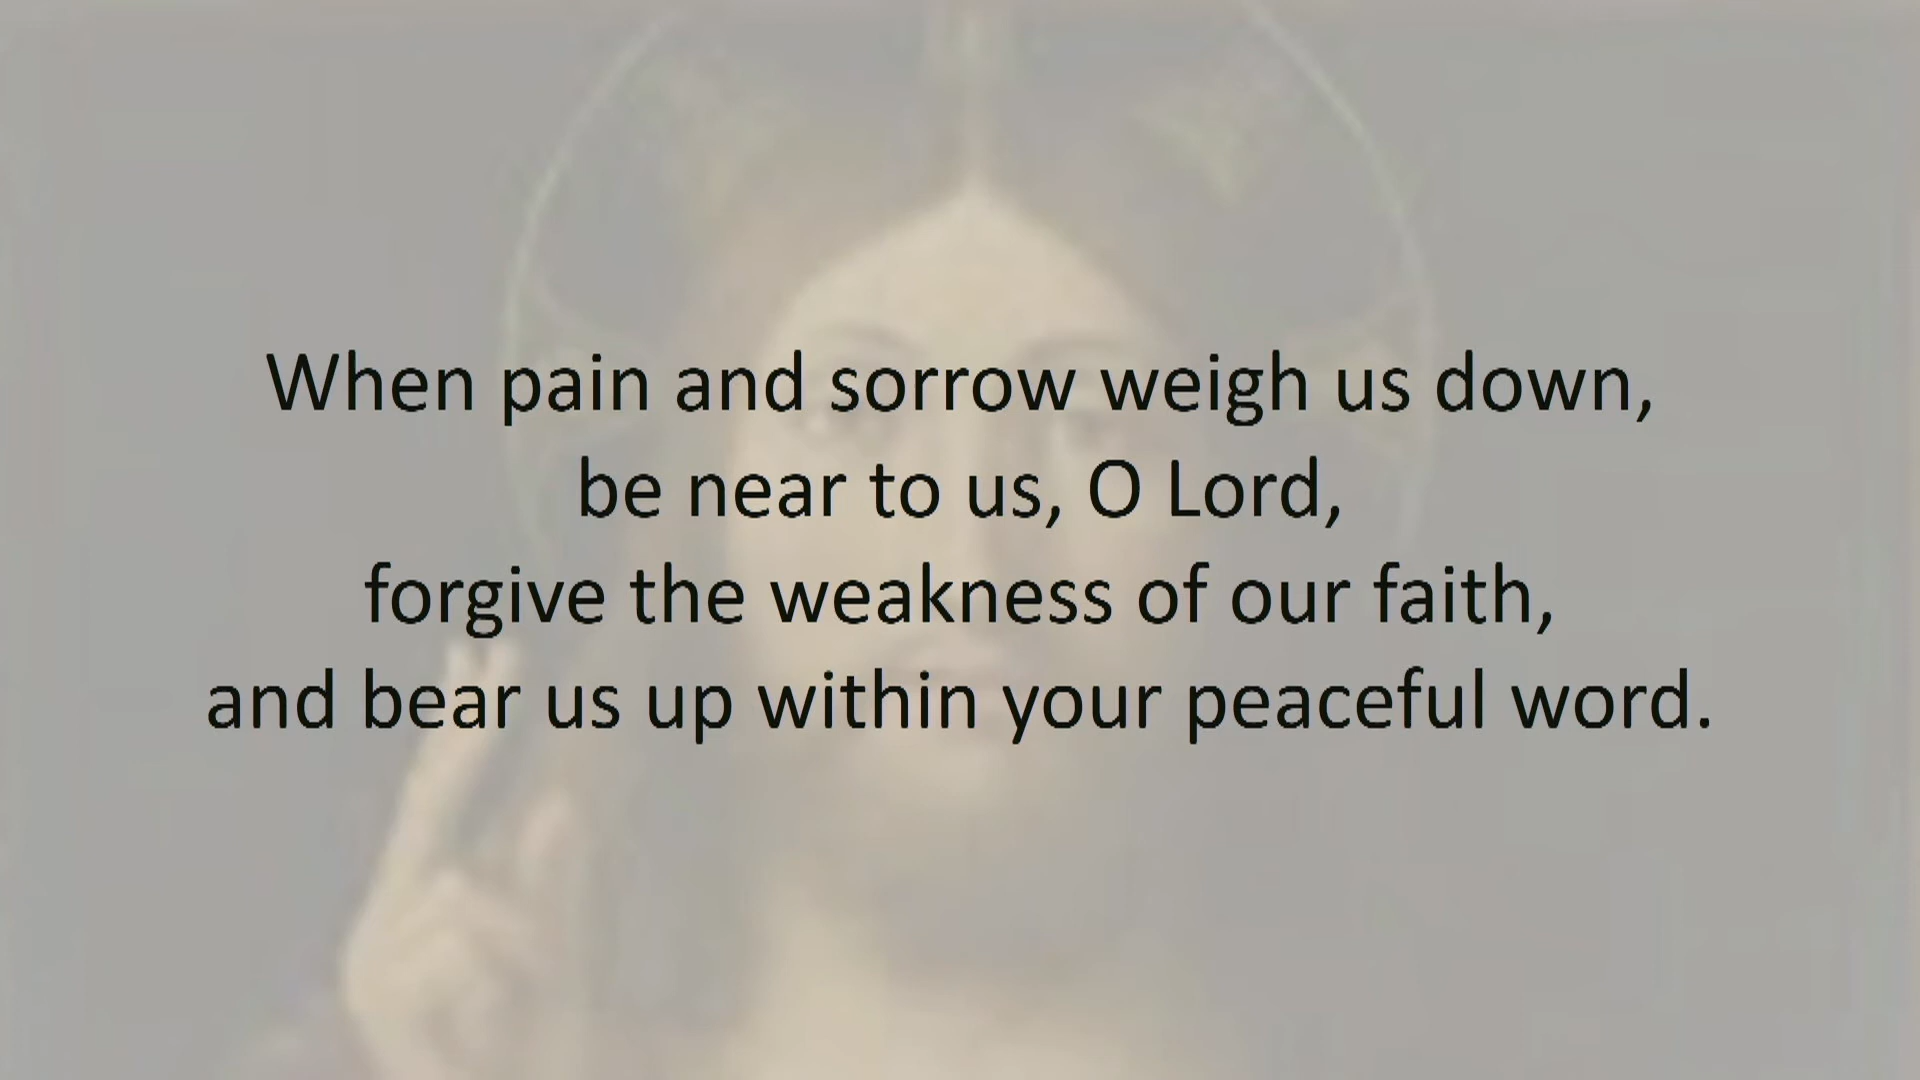 When pain and sorrow weigh us down,
be near to us, O Lord,
forgive the weakness of our faith,
and bear us up within your peaceful word.